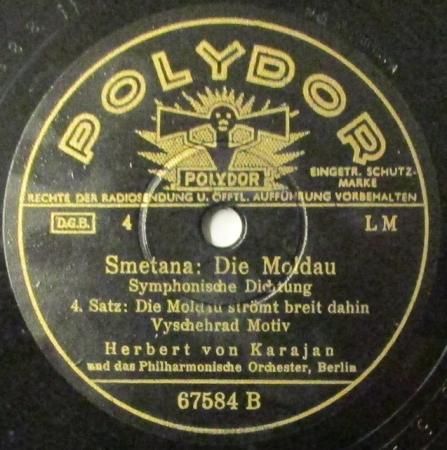 POLYDOR
POLYDOR
EINGETR. SCHUTZ-
MARKE
RECHTE DER RADIOSENDUNG U. ÖFFTL. AUFFÜHRUNG VORBEHALTEN
D.G.B. 4 L M
Smetana: Die Moldau
Symphonische Dichtung
4. Satz: Die Moldau strömt breit dahin
Vyschehrad Motiv
Herbert von Karajan
und das Philharmonische Orchester, Berlin
67584 B